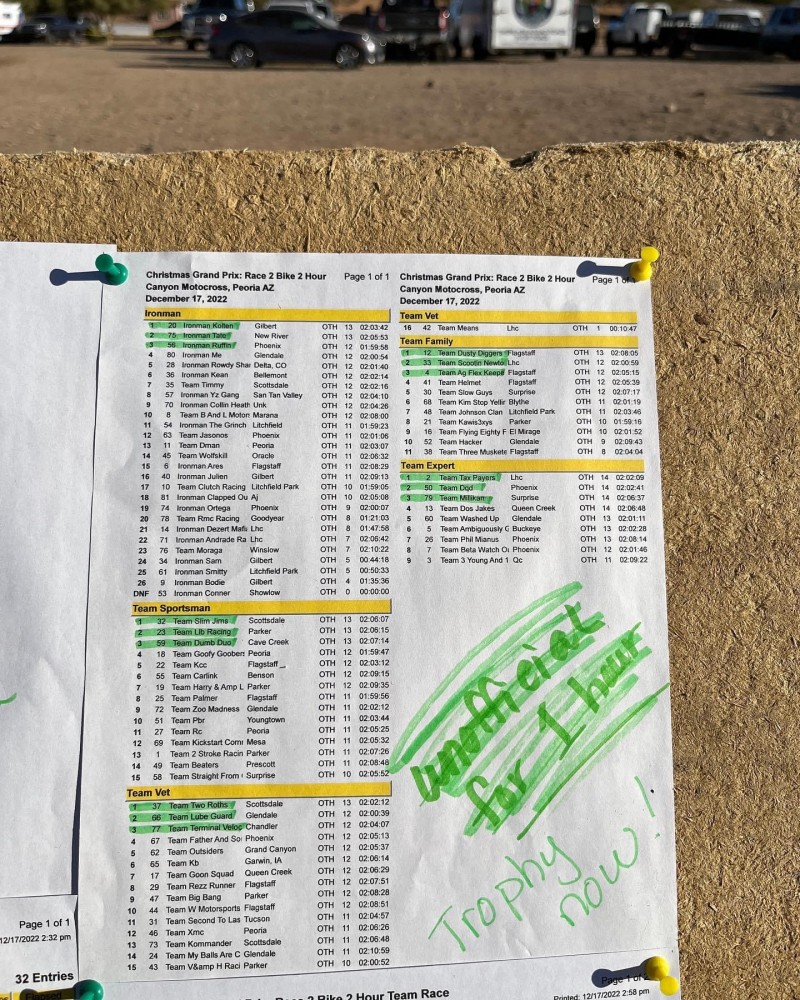 Christmas Grand Prix: Race 2 Bike 2 Hour Page 1 of 1
Canyon Motocross, Peoria AZ
December 17, 2022
Ironman
1 20 Ironman Kolten Gilbert OTH 13 02:03:42
2 75 Ironman Tate New River OTH 13 02:05:53
3 56 Ironman Ruffin Phoenix OTH 12 01:59:58
4 80 Ironman Me Glendale OTH 12 02:00:54
5 28 Ironman Rowdy Shar Delta, CO OTH 12 02:01:40
6 36 Ironman Kean Bellemont OTH 12 02:02:14
7 35 Team Timmy Scottsdale OTH 12 02:02:16
8 57 Ironman Yz Gang San Tan Valley OTH 12 02:04:10
9 70 Ironman Collin Heath Unk OTH 12 02:04:26
10 8 Team B And L Motor Marana OTH 12 02:08:00
11 54 Ironman The Grinch Litchfield OTH 11 01:59:23
12 63 Team Jasonos Phoenix OTH 11 02:01:06
13 11 Team Dman Peoria OTH 11 02:03:07
14 45 Team Wolfskill Oracle OTH 11 02:06:32
15 6 Ironman Ares Flagstaff OTH 11 02:08:29
16 40 Ironman Julien Gilbert OTH 11 02:09:13
17 10 Team Clutch Racing Litchfield Park OTH 10 01:59:05
18 81 Ironman Clapped Ou Aj OTH 10 02:05:08
19 74 Ironman Ortega Phoenix OTH 9 02:00:07
20 78 Team Rmc Racing Goodyear OTH 8 01:21:03
21 14 Ironman Dezert Mafi Lhc OTH 8 01:47:58
22 71 Ironman Andrade Ra Lhc OTH 7 02:06:42
23 76 Team Moraga Winslow OTH 7 02:10:22
24 34 Ironman Sam Gilbert OTH 5 00:44:18
25 61 Ironman Smitty Litchfield Park OTH 5 00:50:33
26 9 Ironman Bodie Gilbert OTH 4 01:35:36
DNF 53 Ironman Conner Showlow OTH 0 00:00:00
Team Sportsman
1 32 Team Slim Jims Scottsdale OTH 13 02:06:07
2 23 Team Lib Racing Parker OTH 13 02:06:15
3 59 Team Dumb Duo Cave Creek OTH 13 02:07:14
4 18 Team Goofy Goober Peoria OTH 12 01:59:47
5 22 Team Kcc Flagstaff OTH 12 02:03:12
6 55 Team Carlink Benson OTH 12 02:09:15
7 19 Team Harry & Amp L Parker OTH 12 02:09:35
8 25 Team Palmer Flagstaff OTH 11 01:59:56
9 72 Team Zoo Madness Glendale OTH 11 02:02:12
10 51 Team Pbr Youngtown OTH 11 02:03:44
11 27 Team Rc Peoria OTH 11 02:05:25
12 69 Team Kickstart Corn Mesa OTH 11 02:05:32
13 1 Team 2 Stroke Racin Parker OTH 11 02:07:26
14 49 Team Beaters Prescott OTH 11 02:08:48
15 58 Team Straight From Surprise OTH 10 02:05:52
Team Vet
1 37 Team Two Roths Scottsdale OTH 13 02:02:12
2 66 Team Lube Guard Glendale OTH 12 02:00:39
3 77 Team Terminal Veloc Chandler OTH 12 02:04:07
4 67 Team Father And So Phoenix OTH 12 02:05:13
5 62 Team Outsiders Grand Canyon OTH 12 02:05:37
6 65 Team Kb Garwin, IA OTH 12 02:06:14
7 17 Team Goon Squad Queen Creek OTH 12 02:06:29
8 29 Team Rezz Runner Flagstaff OTH 12 02:07:51
9 47 Team Big Bang Parker OTH 12 02:08:28
10 44 Team W Motorsports Flagstaff OTH 12 02:08:51
11 31 Team Second To Las Tucson OTH 11 02:04:57
12 46 Team Xmc Peoria OTH 11 02:06:26
13 73 Team Kommander Scottsdale OTH 11 02:06:48
14 24 Team My Balls Are C Glendale OTH 11 02:10:59
15 43 Team V&amp H Raci Parker OTH 10 02:00:52
Christmas Grand Prix: Race 2 Bike 2 Hour Page 1 of 1
Canyon Motocross, Peoria AZ
December 17, 2022
Team Vet
16 42 Team Means Lhc OTH 1 00:10:47
Team Family
1 12 Team Dusty Diggers Flagstaff OTH 13 02:08:05
2 33 Team Scootin Newto Lhc OTH 12 02:00:59
3 4 Team Ag Flex Keepe Flagstaff OTH 12 02:05:15
4 41 Team Helmet Flagstaff OTH 12 02:05:39
5 30 Team Slow Guys Surprise OTH 12 02:07:17
6 68 Team Kim Stop Yellir Blythe OTH 11 02:01:19
7 48 Team Johnson Clan Litchfield Park OTH 11 02:03:46
8 21 Team Kawis3xys Parker OTH 10 01:59:16
9 16 Team Flying Eighty F El Mirage OTH 10 02:01:52
10 52 Team Hacker Glendale OTH 9 02:09:43
11 38 Team Three Muskete Flagstaff OTH 8 02:04:04
Team Expert
1 2 Team Tax Payers Lhc OTH 14 02:02:09
2 50 Team Dqd Phoenix OTH 14 02:02:41
3 79 Team Millikan Surprise OTH 14 02:06:37
4 13 Team Dos Jakes Queen Creek OTH 14 02:06:48
5 60 Team Washed Up Glendale OTH 13 02:01:11
6 5 Team Ambiguously G Buckeye OTH 13 02:02:28
7 26 Team Phil Mianus Phoenix OTH 13 02:08:14
8 7 Team Beta Watch O Phoenix OTH 12 02:01:46
9 3 Team 3 Young And 1 Qc OTH 11 02:09:22
unofficial
for 1 hour
Trophy
now!
Page 1 of 1
12/17/2022 2:32 pm
32 Entries
Race 2 Bike 2 Hour Team Race
Page 1 of 2
Printed: 12/17/2022 2:58 pm